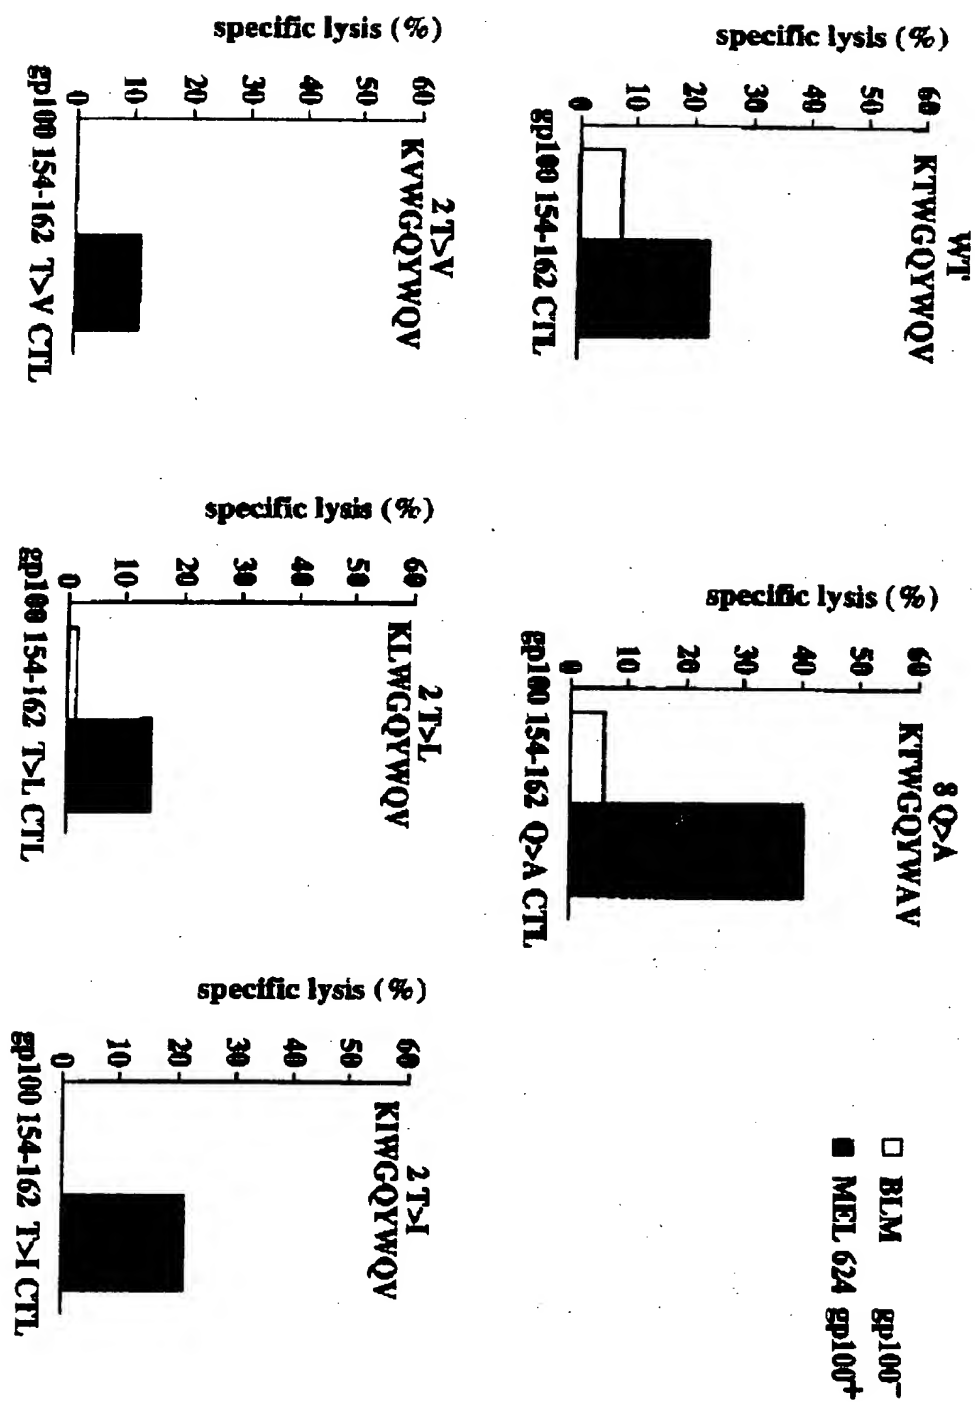 WT
KTWGQYWQV
specific lysis (%)
60
50
40
30
20
10
0
gp100 154-162 CTL
8 Q>A
KTWGQYWAV
specific lysis (%)
60
50
40
30
20
10
0
gp100 154-162 Q>A CTL
BLM gp100-
MEL 624 gp100+
2 T>V
KVWGQYWQV
specific lysis (%)
60
50
40
30
20
10
0
gp100 154-162 T>V CTL
2 T>L
KLWGQYWQV
specific lysis (%)
60
50
40
30
20
10
0
gp100 154-162 T>L CTL
2 T>I
KIWGQYWQV
specific lysis (%)
60
50
40
30
20
10
0
gp100 154-162 T>I CTL